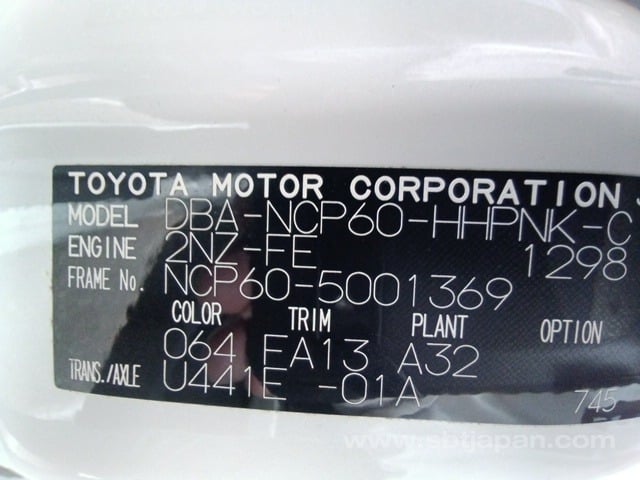 TOYOTA MOTOR CORPORATION J
MODEL DBA-NCP60-HHPNK-C
ENGINE 2NZ-FE 1298
FRAME No. NCP60-5001369
COLOR TRIM PLANT OPTION
064 EA13 A32
TRANS./AXLE U441E -01A
745
www.sbtjapan.com